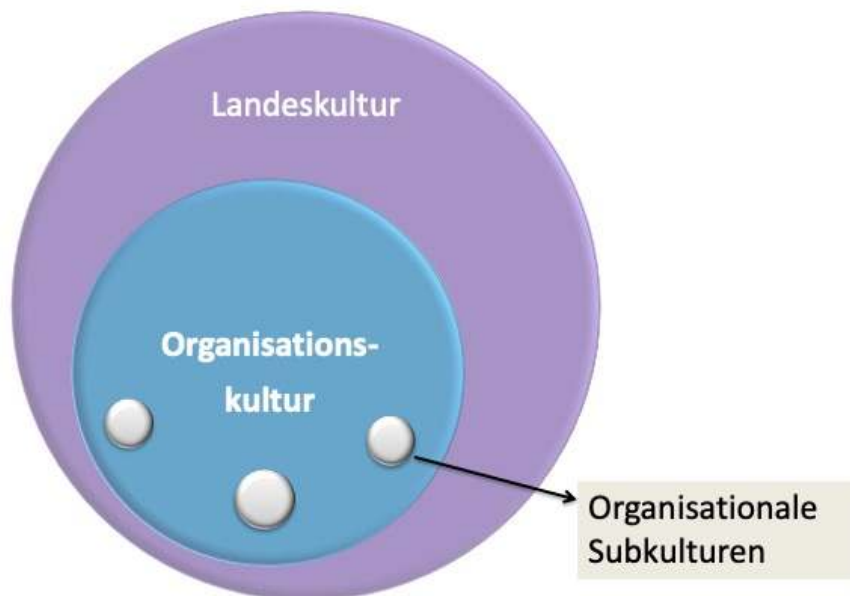 Landeskultur
Organisations-
kultur
Organisationale
Subkulturen